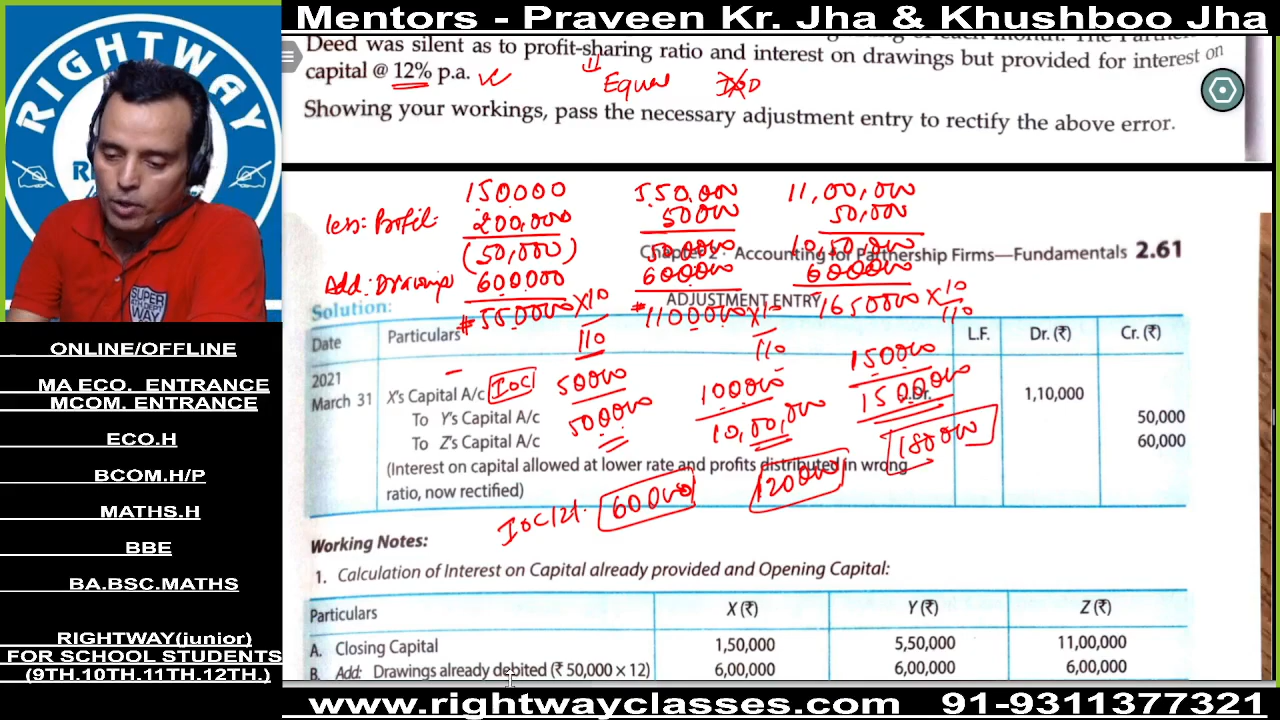 Mentors - Praveen Kr. Jha & Khushboo Jha
RIGHTWAY
SUPER
WAY
ONLINE/OFFLINE
MA ECO. ENTRANCE
MCOM. ENTRANCE
ECO.H
BCOM.H/P
MATHS.H
BBE
BA.BSC.MATHS
RIGHTWAY(junior)
FOR SCHOOL STUDENTS
(9TH.10TH.11TH.12TH.)
Deed was silent as to profit-sharing ratio and interest on drawings but provided for interest on
capital @ 12% p.a.
Equal
Showing your workings, pass the necessary adjustment entry to rectify the above error.
150000 550,000 11,00,000
less: Profit 200,000 50000 50,000
(50,000) 500000 10,50,000
Chapter 2 · Accounting for Partnership Firms—Fundamentals 2.61
Add: Drawings 600000 600000 600000
Solution: ADJUSTMENT ENTRY
550000 × 10/110 1100000 × 10/110 1650000 × 10/110
Date Particulars L.F. Dr. (₹) Cr. (₹)
50000 100000 150000
500000 10,00,000 1500000
2021
March 31 X's Capital A/c ...Dr. 1,10,000
IOC
To Y's Capital A/c 50,000
To Z's Capital A/c 60,000
(Interest on capital allowed at lower rate and profits distributed in wrong
ratio, now rectified)
IOC 12%. 60000 120000 180000
Working Notes:
1. Calculation of Interest on Capital already provided and Opening Capital:
Particulars X (₹) Y (₹) Z (₹)
A. Closing Capital 1,50,000 5,50,000 11,00,000
B. Add: Drawings already debited (₹ 50,000 × 12) 6,00,000 6,00,000 6,00,000
www.rightwayclasses.com. 91-9311377321